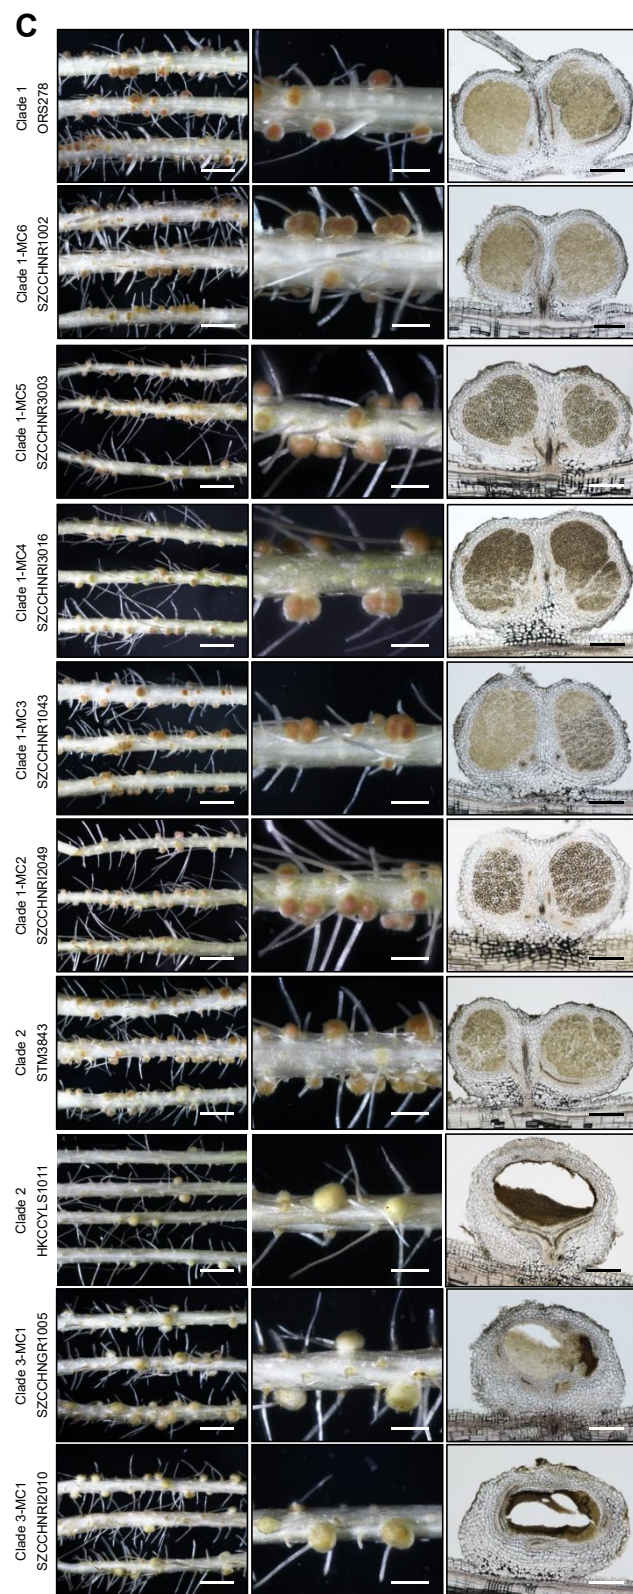 C
Clade 1
ORS278
Clade 1-MC6
SZCCHNR1002
Clade 1-MC5
SZCCHNR3003
Clade 1-MC4
SZCCHNRI3016
Clade 1-MC3
SZCCHNR1043
Clade 1-MC2
SZCCHNRI2049
Clade 2
STM3843
Clade 2
HKCCYLS1011
Clade 3-MC1
SZCCHNGR1005
Clade 3-MC1
SZCCHNRI2010